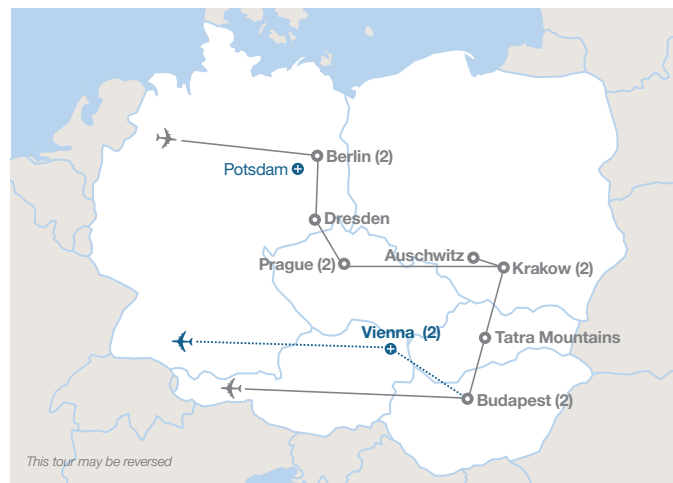 Berlin (2)
Potsdam
Dresden
Auschwitz
Prague (2)
Krakow (2)
Vienna (2)
Tatra Mountains
Budapest (2)
This tour may be reversed